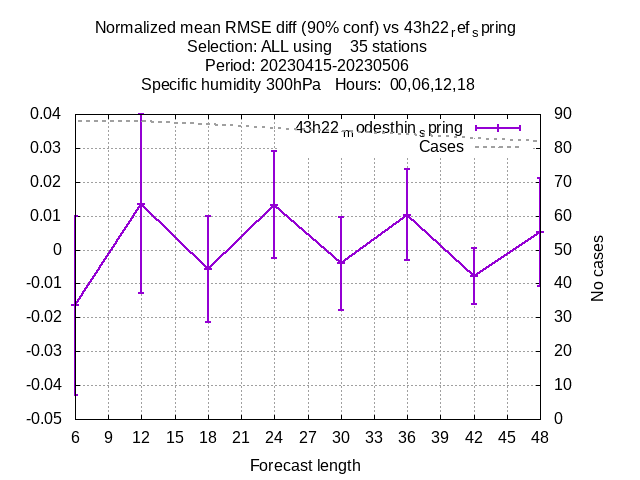 Normalized mean RMSE diff (90% conf) vs 43h22ref spring
Selection: ALL using 35 stations
Period: 20230415-20230506
Specific humidity 300hPa Hours: 00,06,12,18
43h22modesthinspring
Cases
0.04
0.03
0.02
0.01
0
-0.01
-0.02
-0.03
-0.04
-0.05
90
80
70
60
50
40
30
20
10
0
No cases
6 9 12 15 18 21 24 27 30 33 36 39 42 45 48
Forecast length